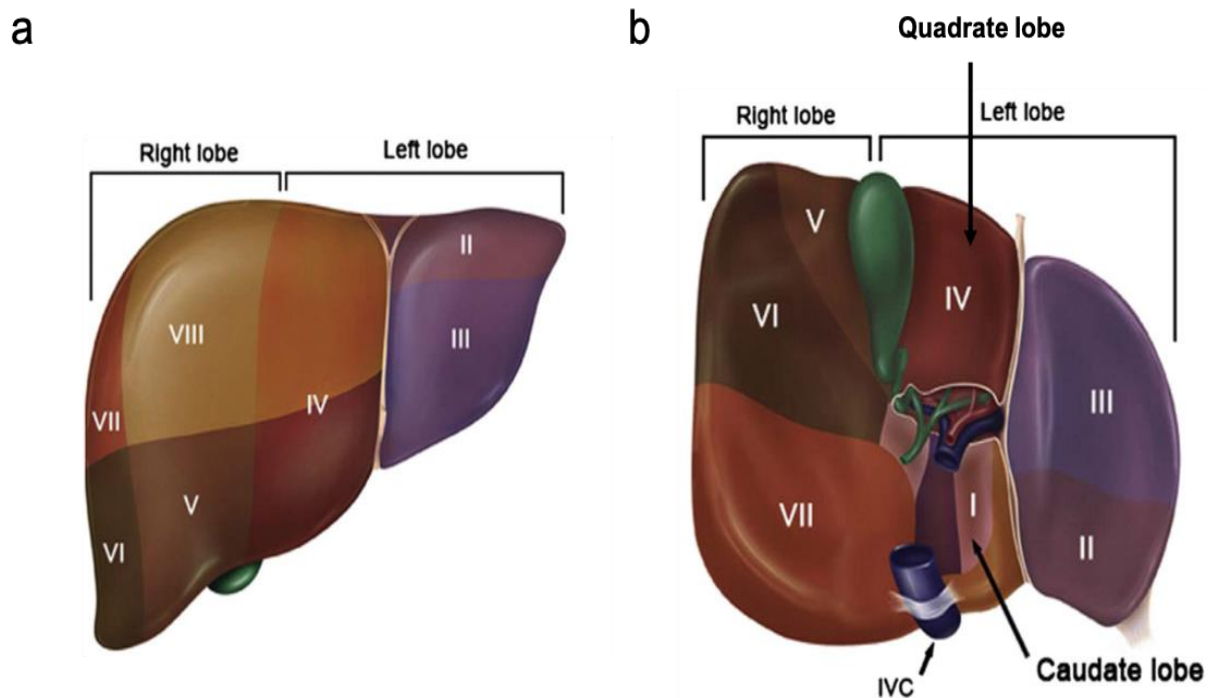 a
Right lobe
Left lobe
II
VIII
III
IV
VII
V
VI
b
Quadrate lobe
Right lobe
Left lobe
V
IV
VI
III
I
VII
II
Caudate lobe
IVC